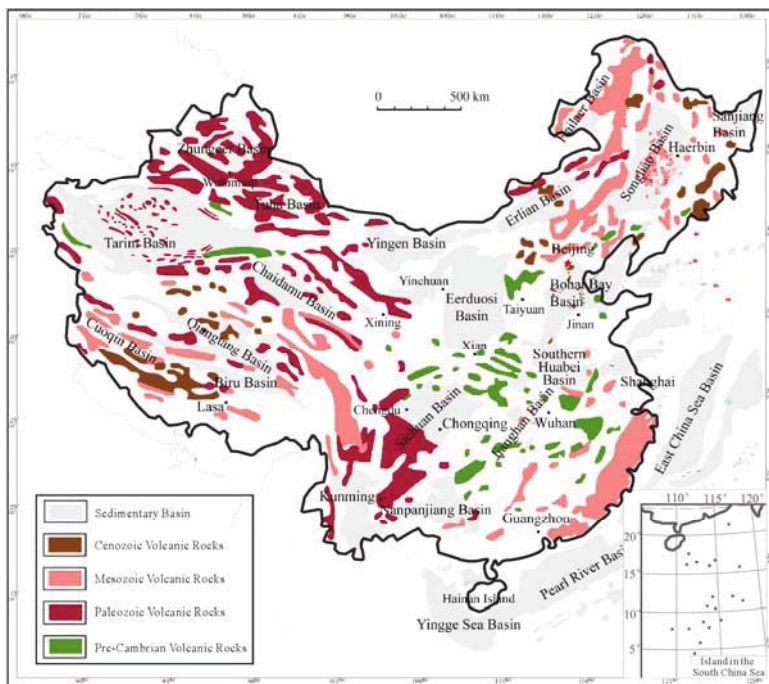 0 500 km
Hailaer Basin
Sanjiang
Basin
Songliao Basin
Haerbin
Zhungeer Basin
Tuha Basin
Erlian Basin
Tarim Basin
Yingen Basin
Beijing
Chaidamu Basin
Yinchuan
Bohai Bay
Basin
Eerduosi
Basin
Taiyuan
Jinan
Cuoqin Basin
Qiangtang Basin
Xining
Xian
Southern
Huabei
Basin
Shanghai
Biru Basin
Lasa
Chengdu
Sichuan Basin
Chongqing
Jianghan Basin
Wuhan
East China Sea Basin
Kunming
Nanpanjiang Basin
Guangzhou
Pearl River Basin
Hainan Island
Yingge Sea Basin
Sedimentary Basin
Cenozoic Volcanic Rocks
Mesozoic Volcanic Rocks
Paleozoic Volcanic Rocks
Pre-Cambrian Volcanic Rocks
110° 115° 120°
20°
15°
10°
5°
Island in the
South China Sea